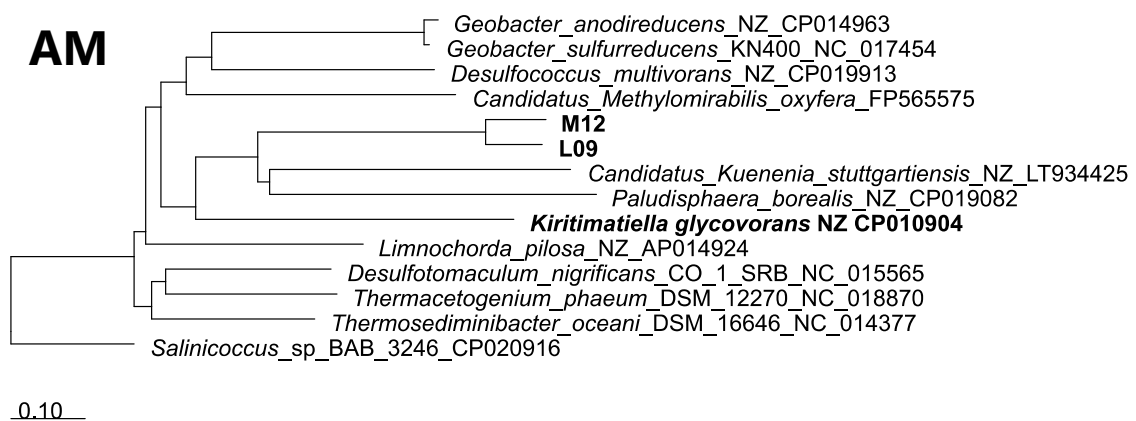 AM
Geobacter_anodireducens_NZ_CP014963
Geobacter_sulfurreducens_KN400_NC_017454
Desulfococcus_multivorans_NZ_CP019913
Candidatus_Methylomirabilis_oxyfera_FP565575
M12
L09
Candidatus_Kuenenia_stuttgartiensis_NZ_LT934425
Paludisphaera_borealis_NZ_CP019082
Kiritimatiella glycovorans NZ CP010904
Limnochorda_pilosa_NZ_AP014924
Desulfotomaculum_nigrificans_CO_1_SRB_NC_015565
Thermacetogenium_phaeum_DSM_12270_NC_018870
Thermosediminibacter_oceani_DSM_16646_NC_014377
Salinicoccus_sp_BAB_3246_CP020916
0.10